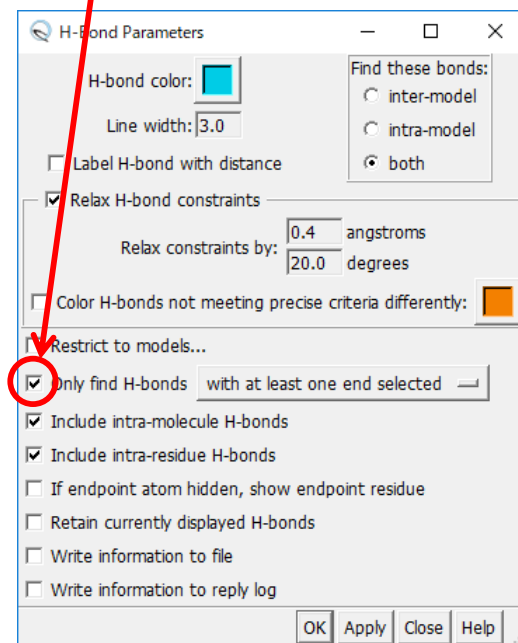 H-Bond Parameters
H-bond color:
Find these bonds:
inter-model
Line width: 3.0
intra-model
Label H-bond with distance
both
Relax H-bond constraints
Relax constraints by:
0.4 angstroms
20.0 degrees
Color H-bonds not meeting precise criteria differently:
Restrict to models...
Only find H-bonds with at least one end selected
Include intra-molecule H-bonds
Include intra-residue H-bonds
If endpoint atom hidden, show endpoint residue
Retain currently displayed H-bonds
Write information to file
Write information to reply log
OK Apply Close Help